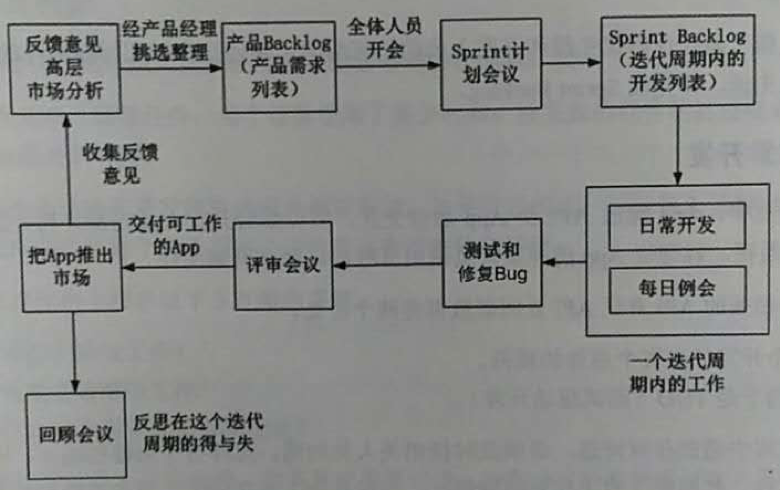 反馈意见
高层
市场分析
经产品经理
挑选整理
产品Backlog
（产品需求
列表）
全体人员
开会
Sprint计
划会议
Sprint Backlog
（迭代周期内的
开发列表）
收集反馈
意见
日常开发
每日例会
一个迭代周
期内的工作
测试和
修复Bug
评审会议
交付可工作
的App
把App推出
市场
回顾会议
反思在这个迭代
周期的得与失